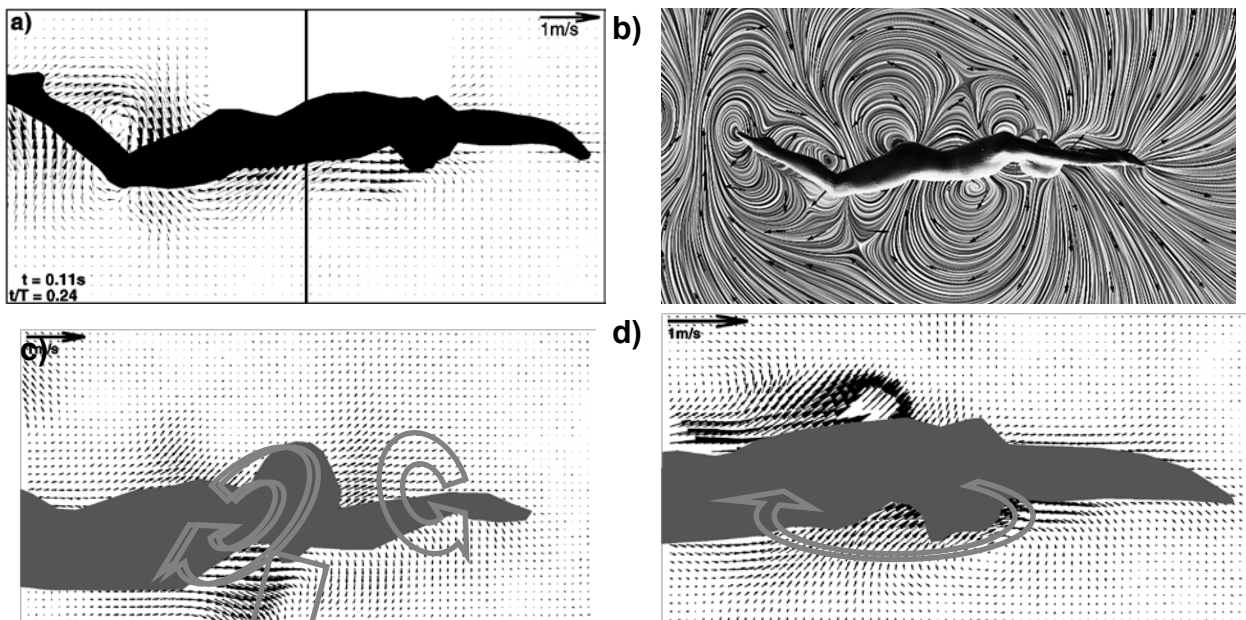 a)
1m/s
b)
t = 0.11s
t/T = 0.24
c)
d)
1m/s